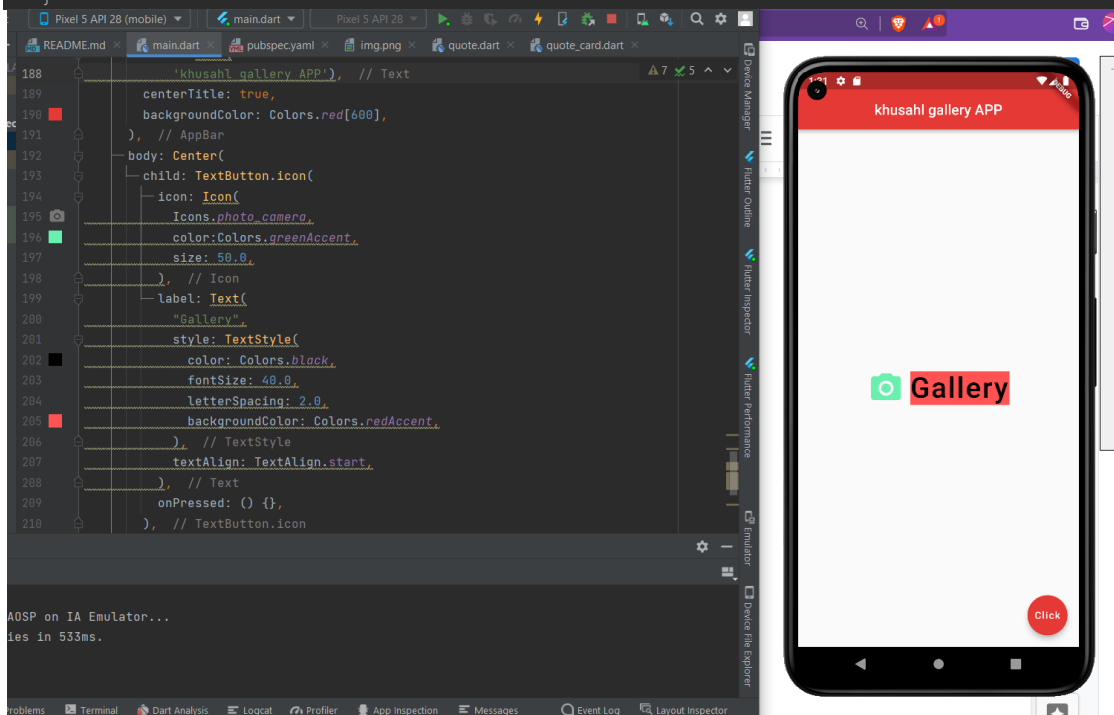 Pixel 5 API 28 (mobile) main.dart Pixel 5 API 28
README.md main.dart pubspec.yaml img.png quote.dart quote_card.dart
188 'khusahl gallery APP'), // Text 7 5
189 centerTitle: true,
190 backgroundColor: Colors.red[600],
191 ), // AppBar
192 body: Center(
193 child: TextButton.icon(
194 icon: Icon(
195 Icons.photo_camera,
196 color:Colors.greenAccent,
197 size: 50.0,
198 ), // Icon
199 label: Text(
200 "Gallery",
201 style: TextStyle(
202 color: Colors.black,
203 fontSize: 40.0,
204 letterSpacing: 2.0,
205 backgroundColor: Colors.redAccent,
206 ), // TextStyle
207 textAlign: TextAlign.start,
208 ), // Text
209 onPressed: () {},
210 ), // TextButton.icon
AOSP on IA Emulator...
ies in 533ms.
Problems Terminal Dart Analysis Logcat Profiler App Inspection Messages Event Log Layout Inspector
Device Manager
Flutter Outline
Flutter Inspector
Flutter Performance
Emulator
Device File Explorer
DEBUG
khusahl gallery APP
Gallery
Click